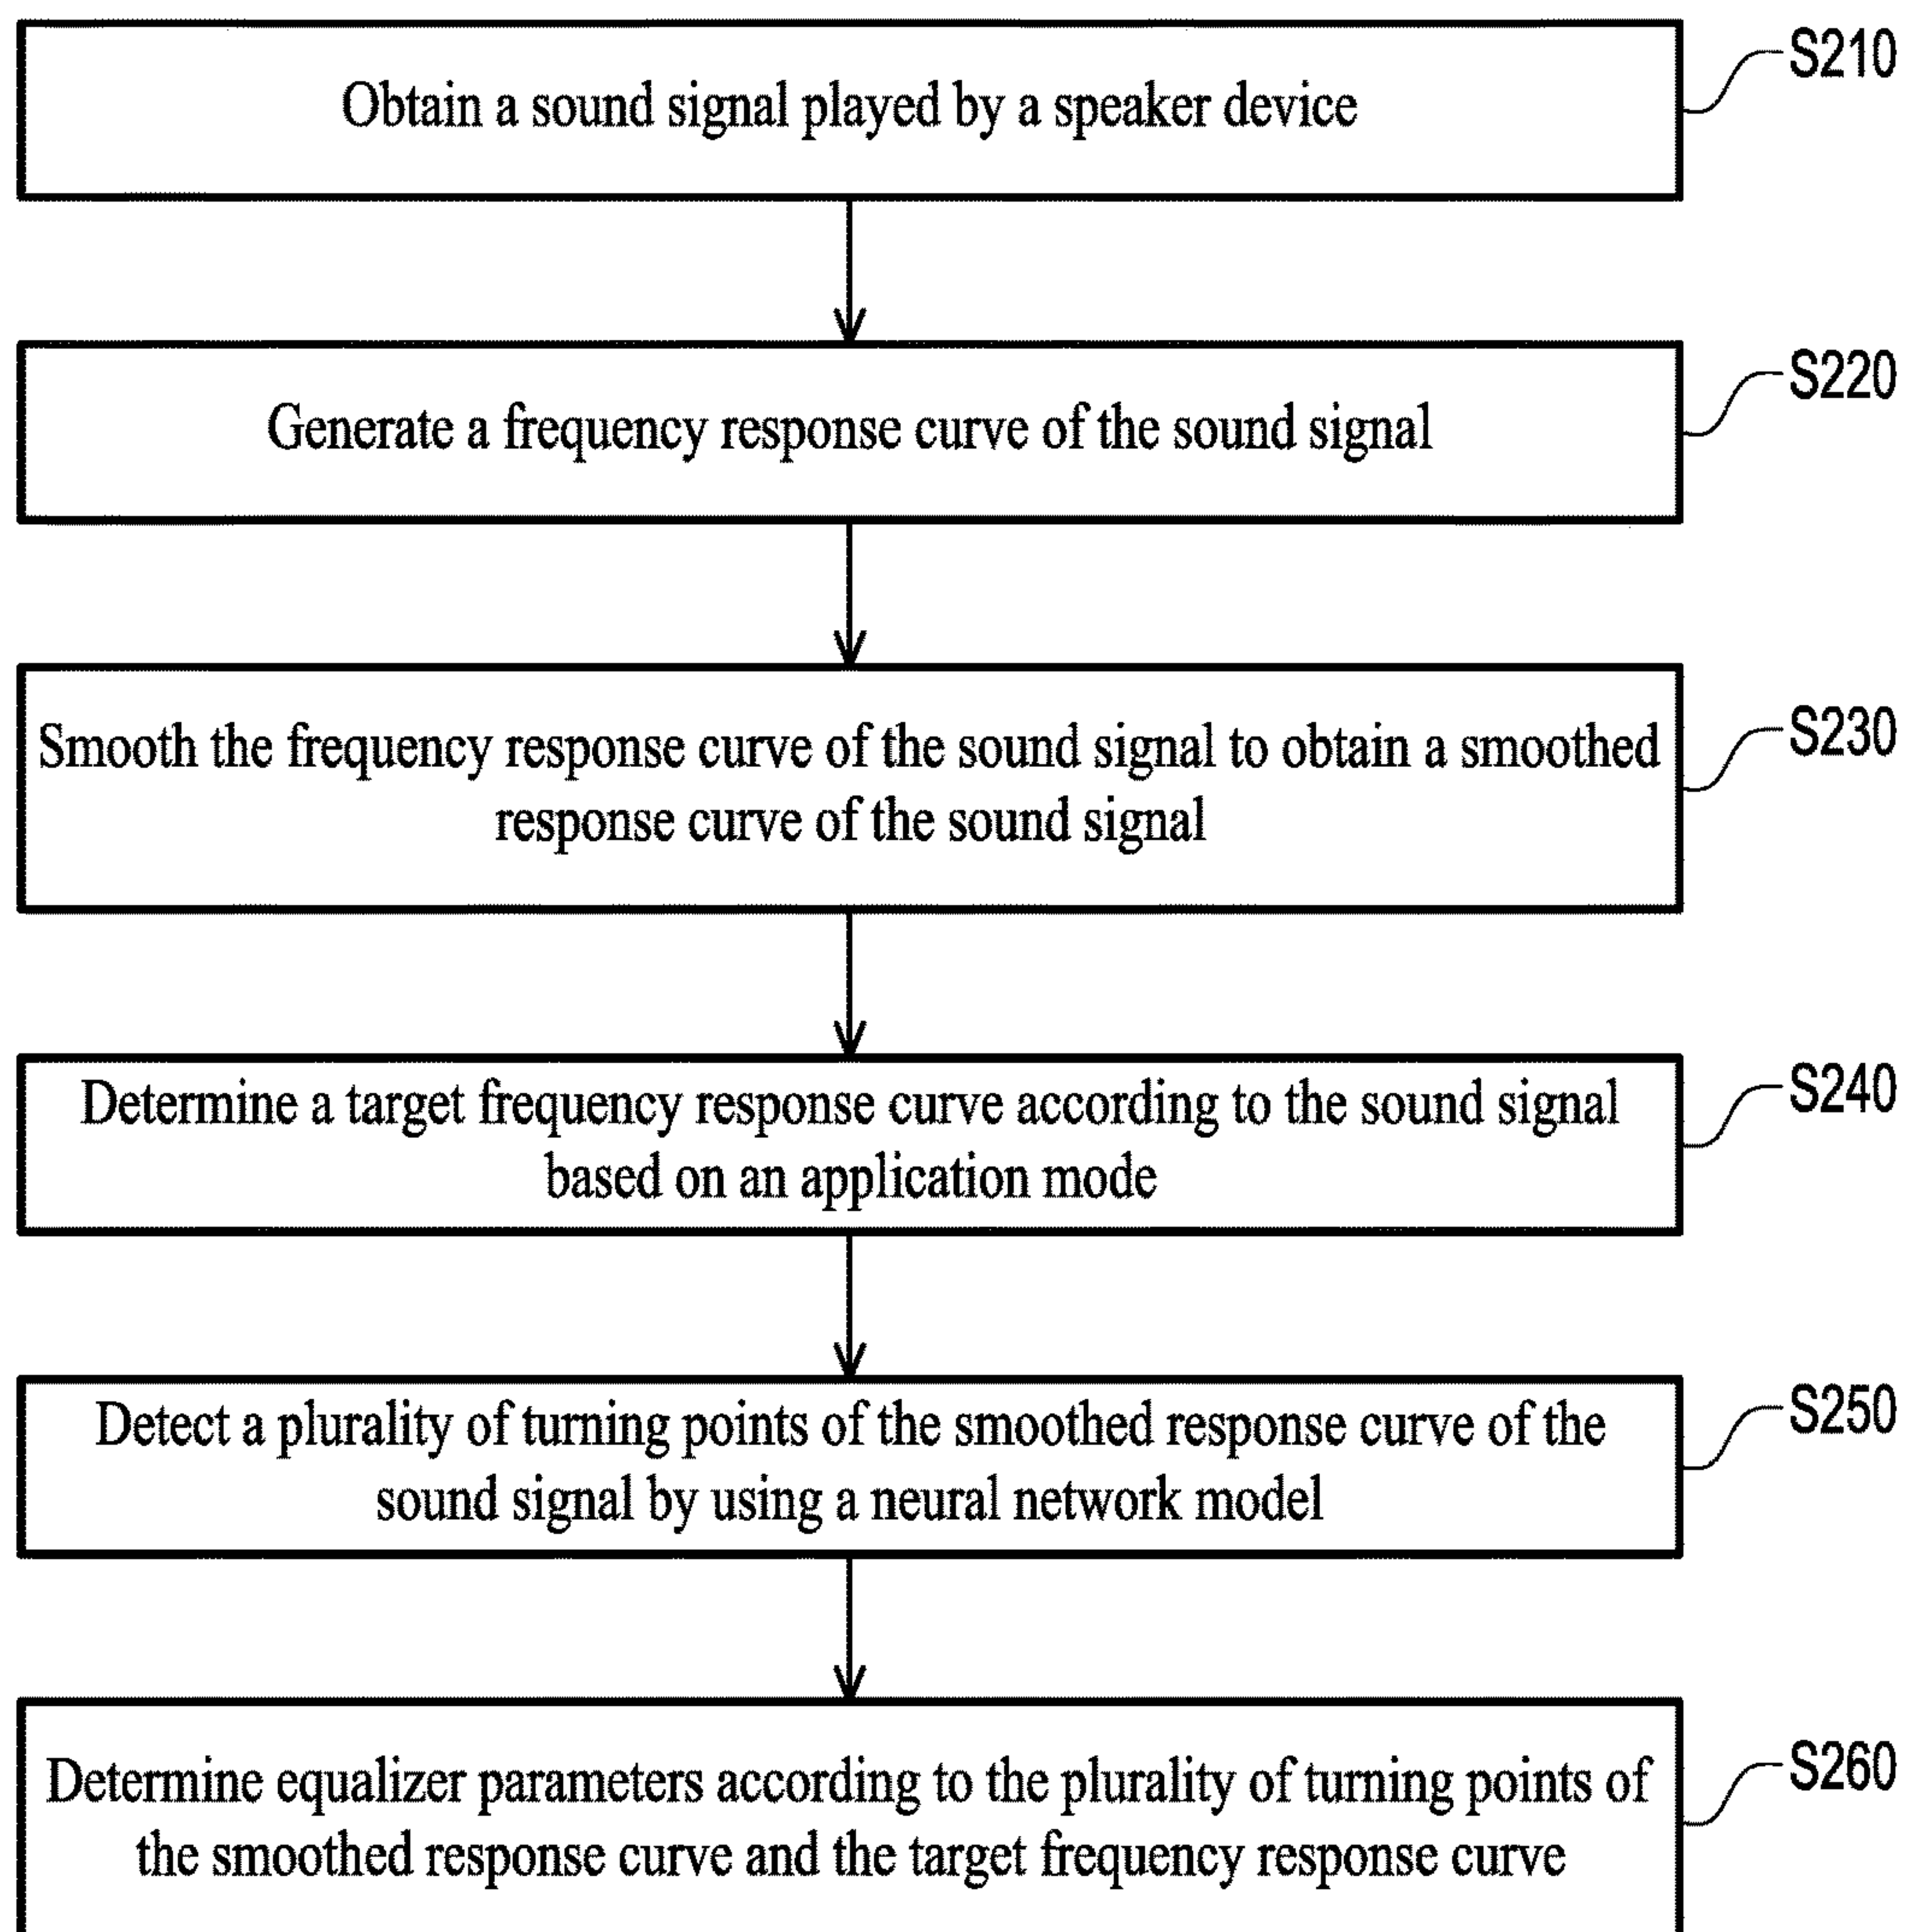 Obtain a sound signal played by a speaker device
S210
Generate a frequency response curve of the sound signal
S220
Smooth the frequency response curve of the sound signal to obtain a smoothed
response curve of the sound signal
S230
Determine a target frequency response curve according to the sound signal
based on an application mode
S240
Detect a plurality of turning points of the smoothed response curve of the
sound signal by using a neural network model
S250
Determine equalizer parameters according to the plurality of turning points of
the smoothed response curve and the target frequency response curve
S260